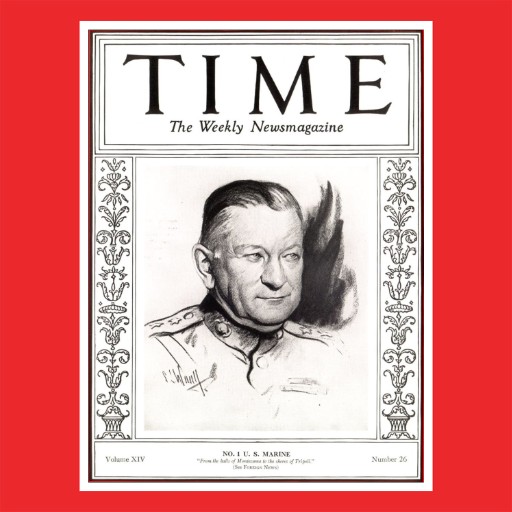 TIME
The Weekly Newsmagazine
NO. 1 U. S. MARINE
Volume XIV
"From the halls of Montezuma to the shores of Tripoli."
Number 26
(See FOREIGN NEWS)